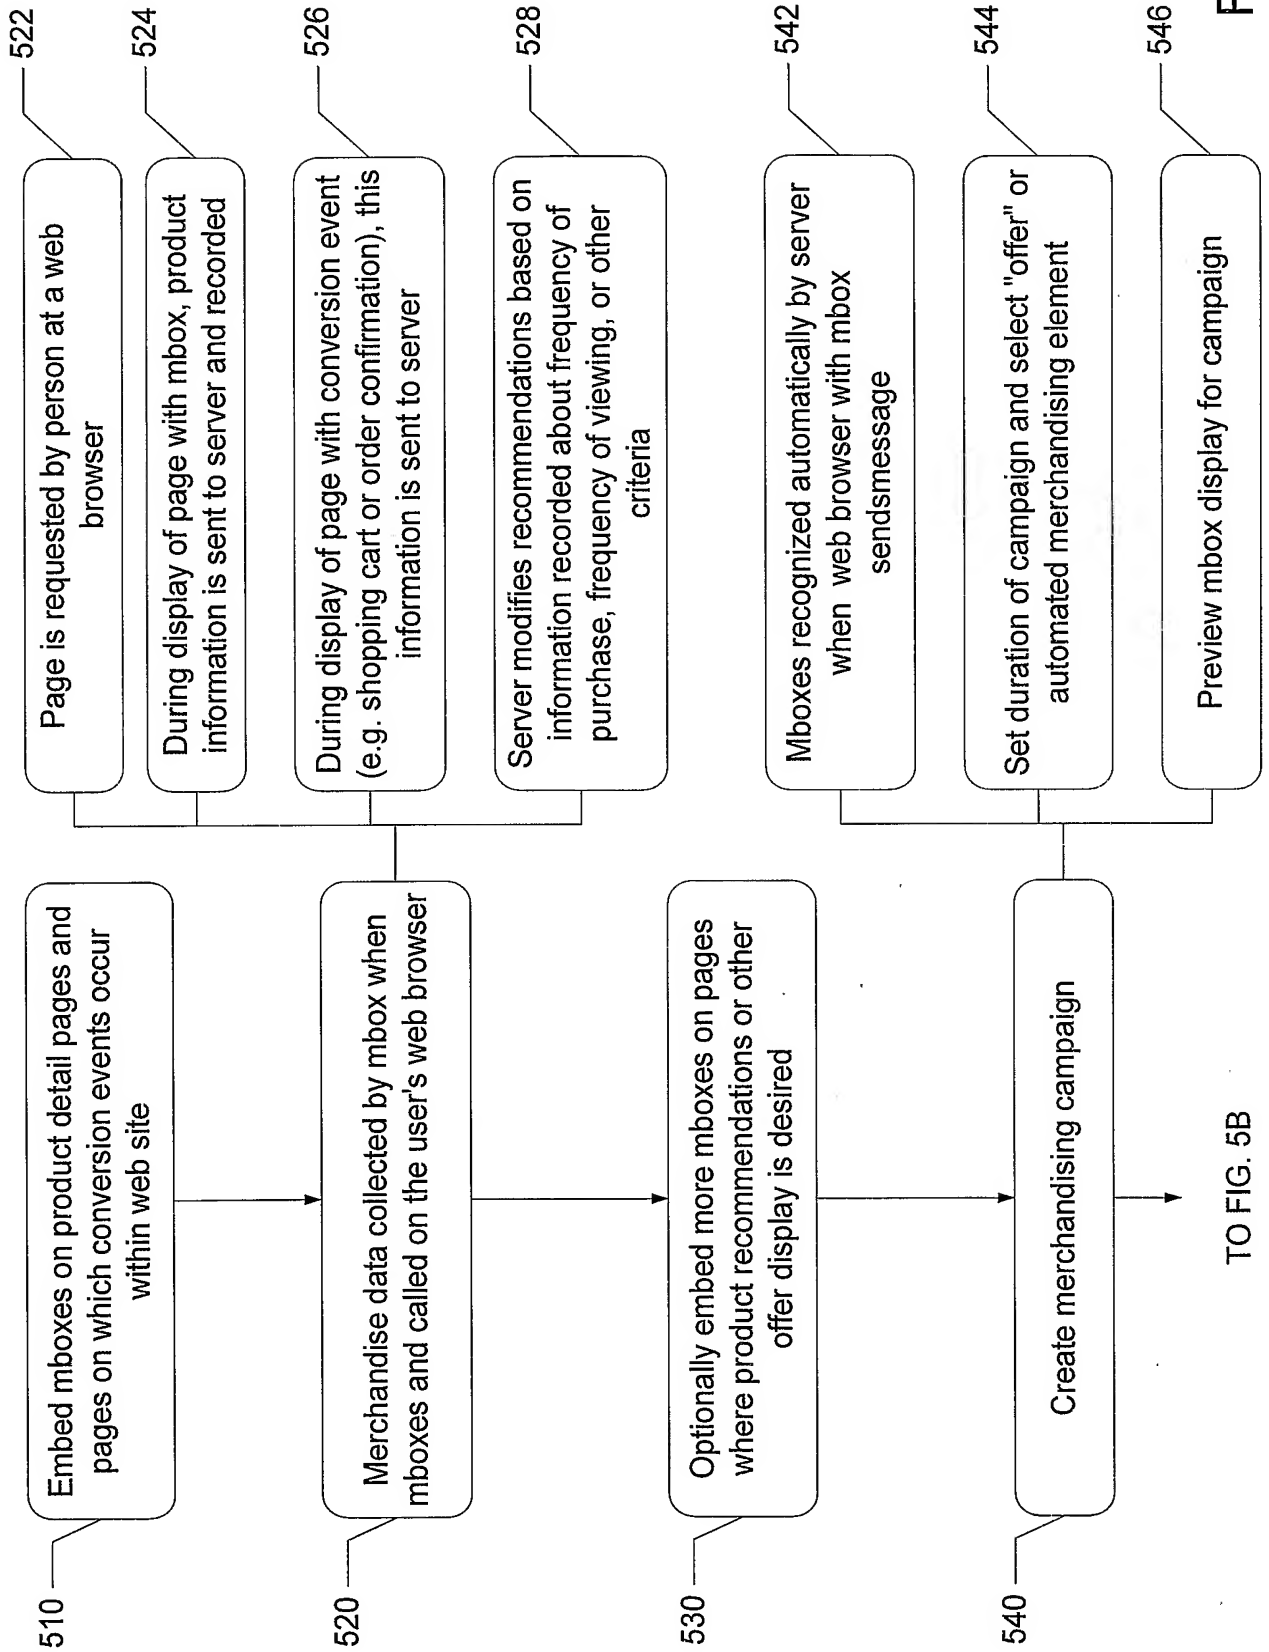 510
Embed mboxes on product detail pages and
pages on which conversion events occur
within web site
520
Merchandise data collected by mbox when
mboxes and called on the user's web browser
522
Page is requested by person at a web
browser
524
During display of page with mbox, product
information is sent to server and recorded
526
During display of page with conversion event
(e.g. shopping cart or order confirmation), this
information is sent to server
528
Server modifies recommendations based on
information recorded about frequency of
purchase, frequency of viewing, or other
criteria
530
Optionally embed more mboxes on pages
where product recommendations or other
offer display is desired
540
Create merchandising campaign
542
Mboxes recognized automatically by server
when web browser with mbox
sendsmessage
544
Set duration of campaign and select "offer" or
automated merchandising element
546
Preview mbox display for campaign
TO FIG. 5B